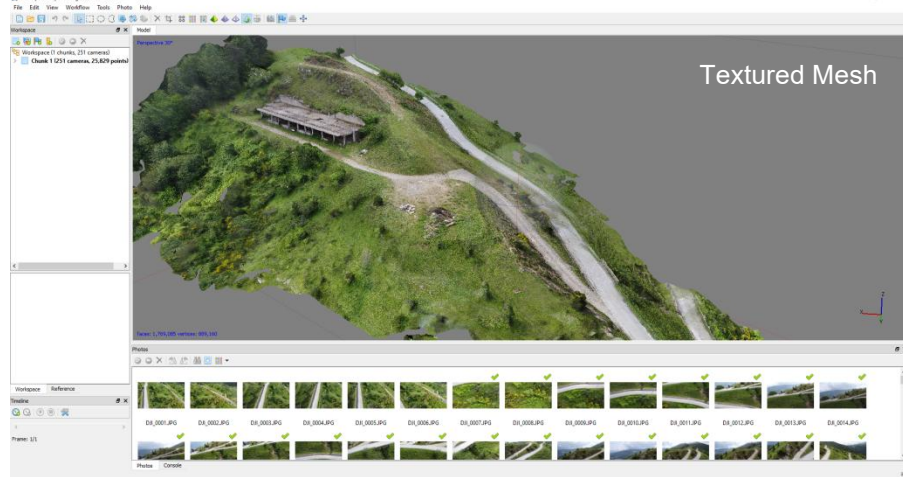 File Edit View Workflow Tools Photo Help
Workspace
Model
Perspective 30°
Textured Mesh
Workspace (1 chunks, 251 cameras)
Chunk 1 (251 cameras, 25,829 points)
Z
X
Y
Photos
Workspace Reference
Timeline
DJI_0001.JPG DJI_0002.JPG DJI_0003.JPG DJI_0004.JPG DJI_0005.JPG DJI_0006.JPG DJI_0007.JPG DJI_0008.JPG DJI_0009.JPG DJI_0010.JPG DJI_0011.JPG DJI_0012.JPG DJI_0013.JPG DJI_0014.JPG
Frame: 1/1
Photos Console